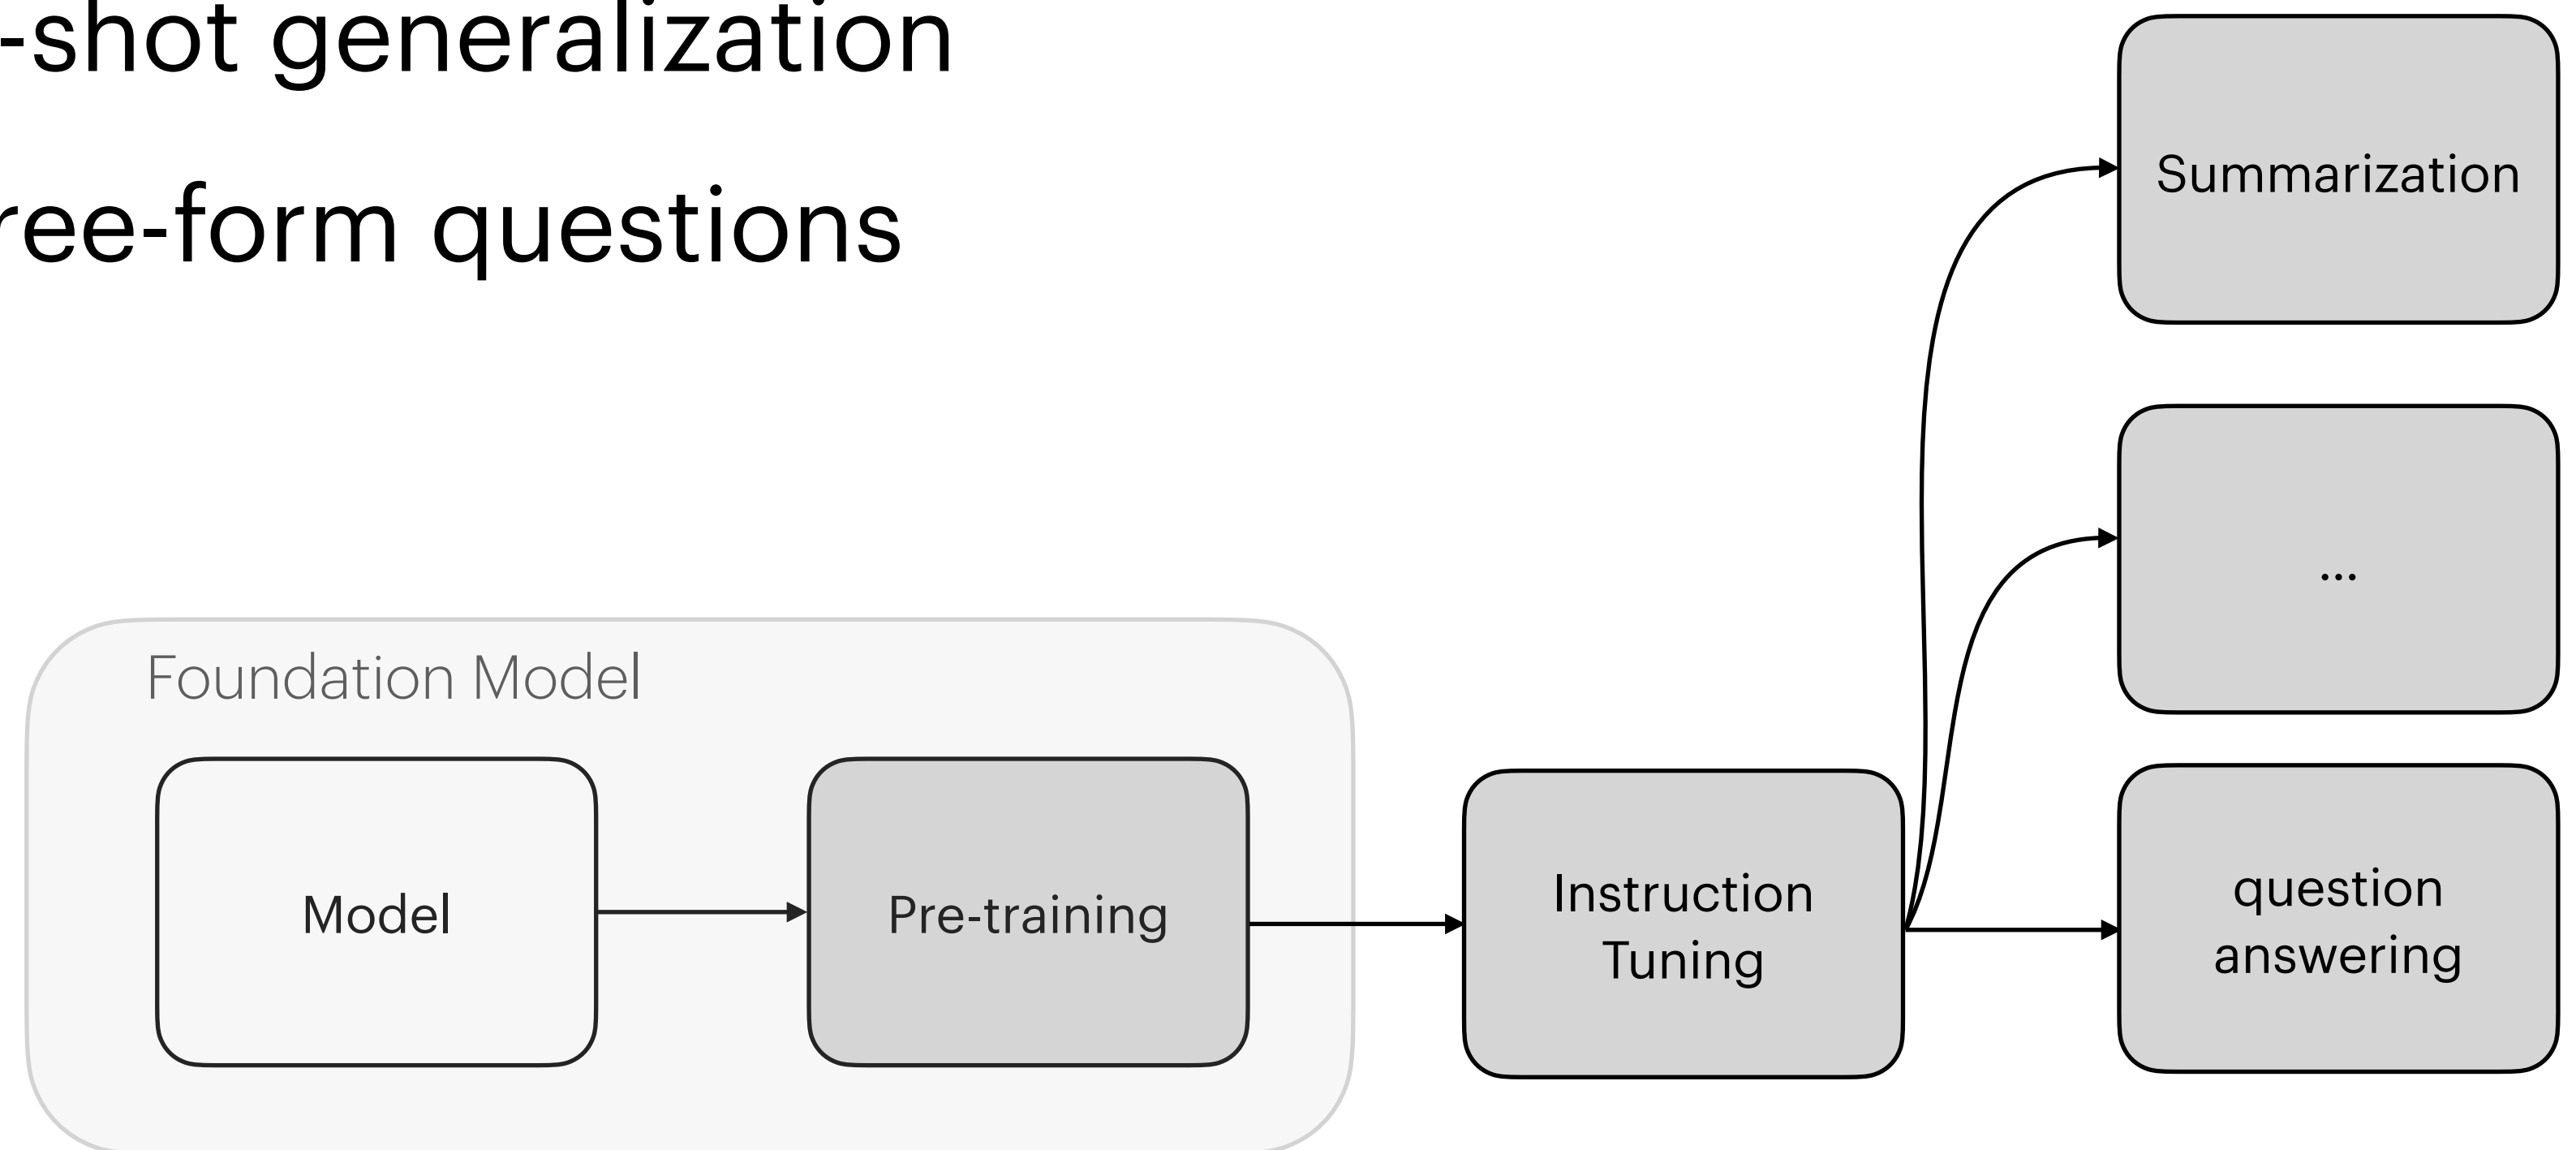 -shot generalization
ree-form questions
Summarization
...
Foundation Model
Model
Pre-training
Instruction
Tuning
question
answering